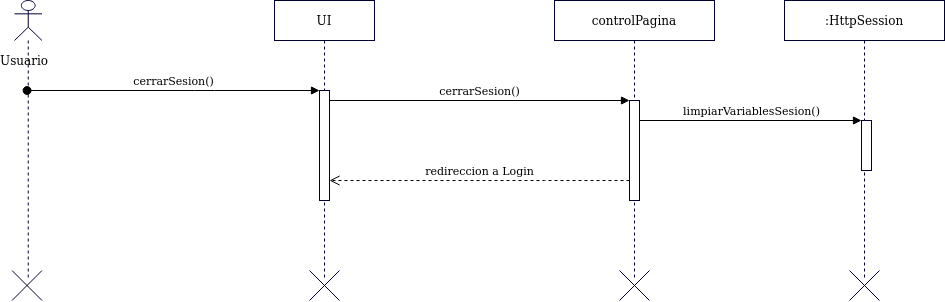 UI
controlPagina
:HttpSession
Usuario
cerrarSesion()
cerrarSesion()
limpiarVariablesSesion()
redireccion a Login